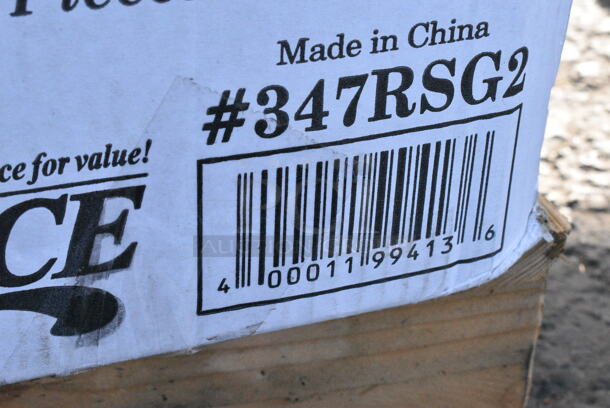 Made in China
#347RSG2
ce for value!
CE
4 00011 99413 6